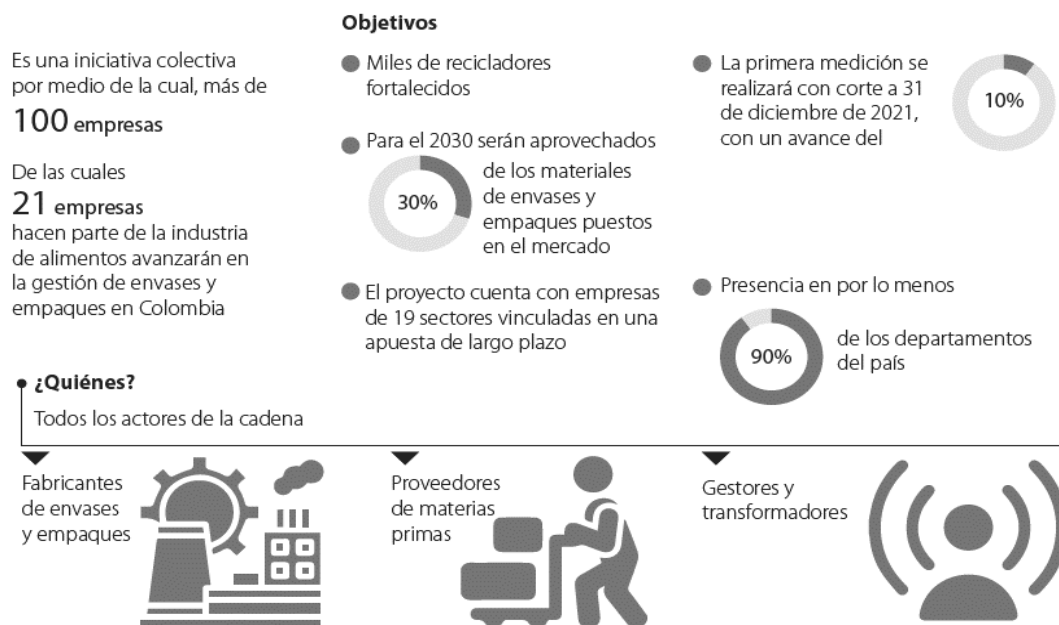 Es una iniciativa colectiva
por medio de la cual, más de
100 empresas
De las cuales
21 empresas
hacen parte de la industria
de alimentos avanzarán en
la gestión de envases y
empaques en Colombia
Objetivos
Miles de recicladores
fortalecidos
Para el 2030 serán aprovechados
30%
de los materiales
de envases y
empaques puestos
en el mercado
El proyecto cuenta con empresas
de 19 sectores vinculadas en una
apuesta de largo plazo
La primera medición se
realizará con corte a 31
de diciembre de 2021,
con un avance del
10%
Presencia en por lo menos
90%
de los departamentos
del país
¿Quiénes?
Todos los actores de la cadena
Fabricantes
de envases
y empaques
Proveedores
de materias
primas
Gestores y
transformadores